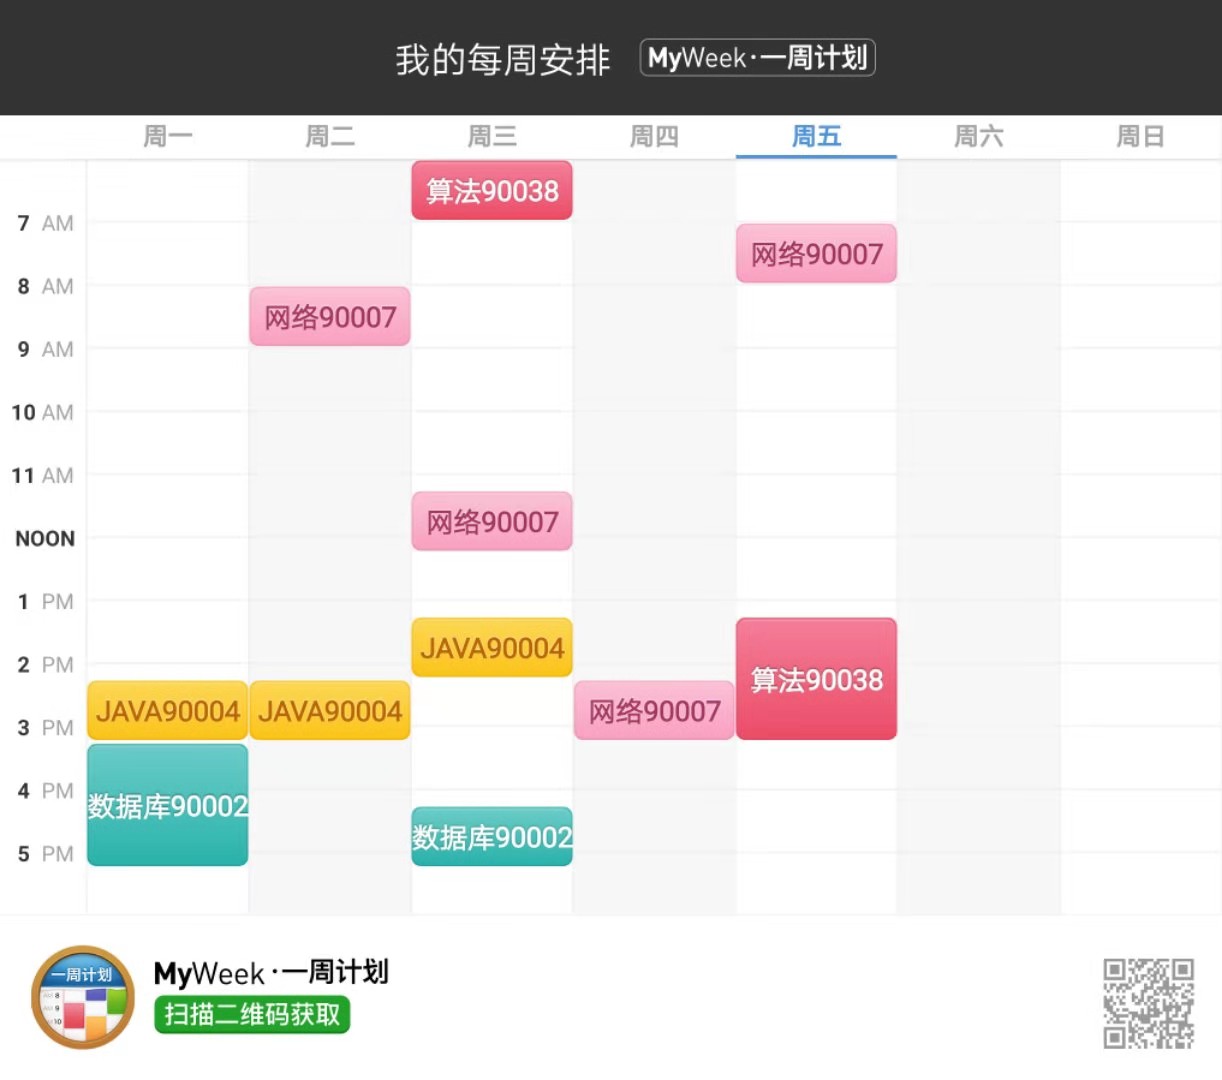 我的每周安排 MyWeek·一周计划
周一 周二 周三 周四 周五 周六 周日
算法90038
7 AM
网络90007
8 AM
网络90007
9 AM
10 AM
11 AM
网络90007
NOON
1 PM
JAVA90004
2 PM
算法90038
JAVA90004 JAVA90004 网络90007
3 PM
4 PM
数据库90002
数据库90002
5 PM
一周计划
MyWeek·一周计划
扫描二维码获取